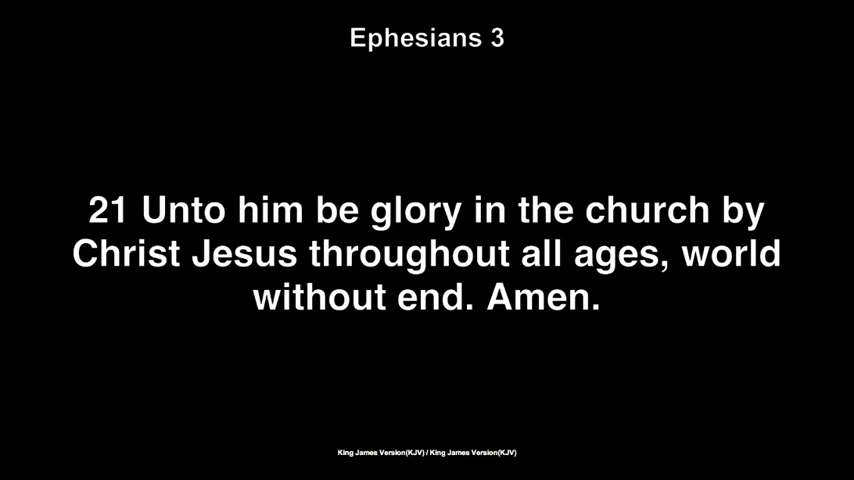 Ephesians 3
21 Unto him be glory in the church by
Christ Jesus throughout all ages, world
without end. Amen.
King James Version(KJV) / King James Version(KJV)